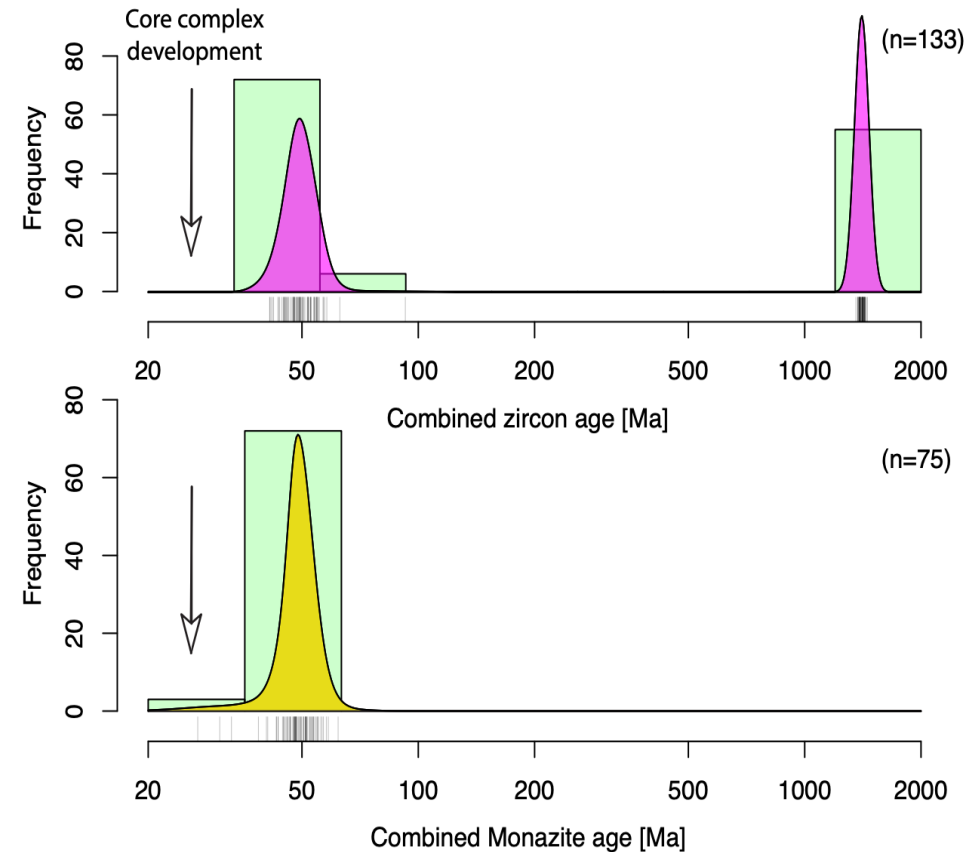 Core complex
development
(n=133)
Frequency
80
60
40
20
0
20 50 100 200 500 1000 2000
Combined zircon age [Ma]
(n=75)
Frequency
80
60
40
20
0
20 50 100 200 500 1000 2000
Combined Monazite age [Ma]